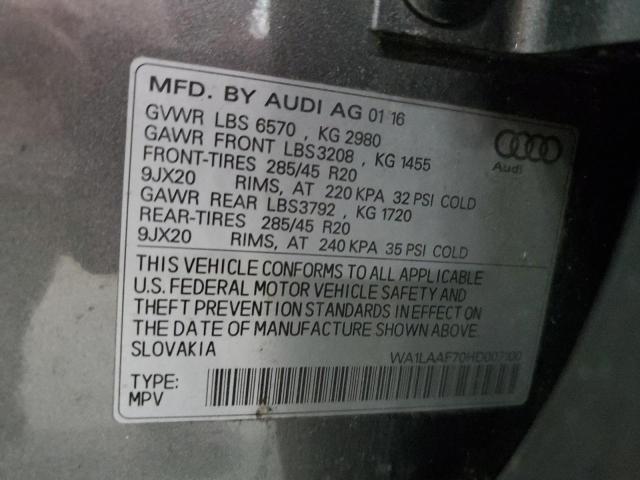 MFD. BY AUDI AG 01 16
GVWR LBS 6570 , KG 2980
GAWR FRONT LBS3208 , KG 1455
FRONT-TIRES 285/45 R20
9JX20 RIMS, AT 220 KPA 32 PSI COLD
GAWR REAR LBS3792 , KG 1720
REAR-TIRES 285/45 R20
9JX20 RIMS, AT 240 KPA 35 PSI COLD
Audi
THIS VEHICLE CONFORMS TO ALL APPLICABLE
U.S. FEDERAL MOTOR VEHICLE SAFETY AND
THEFT PREVENTION STANDARDS IN EFFECT ON
THE DATE OF MANUFACTURE SHOWN ABOVE.
SLOVAKIA WA1LAAF70HD007100
TYPE:
MPV